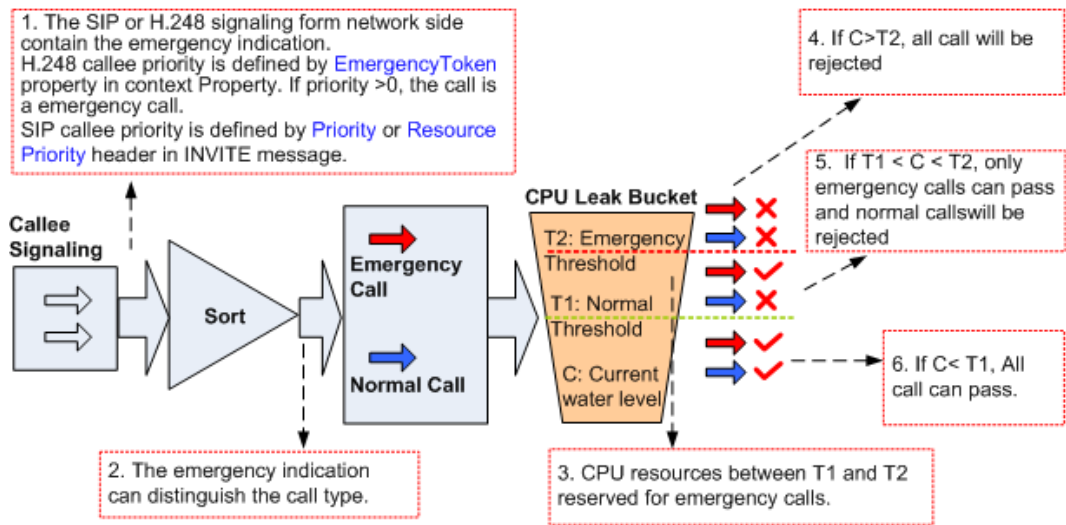 1. The SIP or H.248 signaling form network side
contain the emergency indication.
H.248 callee priority is defined by EmergencyToken
property in context Property. If priority >0, the call is
a emergency call.
SIP callee priority is defined by Priority or Resource
Priority header in INVITE message.
4. If C>T2, all call will be
rejected
5. If T1 < C < T2, only
emergency calls can pass
and normal callswill be
rejected
Callee
Signaling
Sort
Emergency
Call
Normal Call
CPU Leak Bucket
T2: Emergency
Threshold
T1: Normal
Threshold
C: Current
water level
6. If C< T1, All
call can pass.
2. The emergency indication
can distinguish the call type.
3. CPU resources between T1 and T2
reserved for emergency calls.